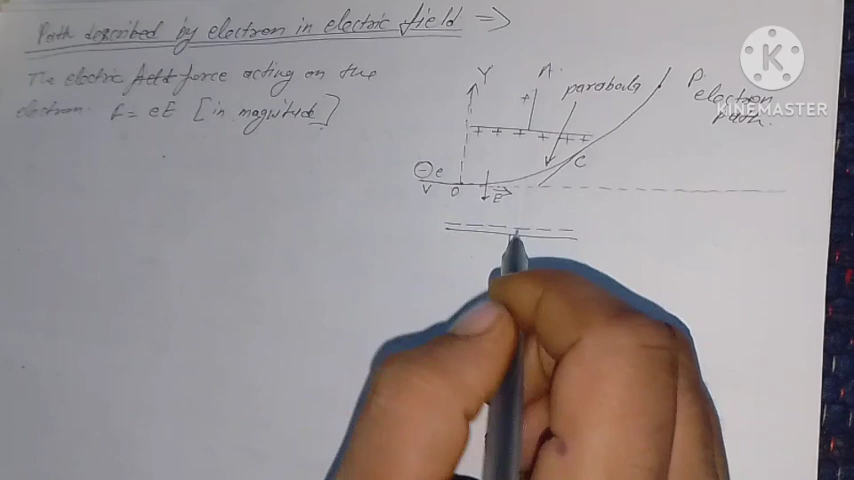 Path described by electron in electric field ⇒
The electric force acting on the
electron. F = eE [in magnitude]
Y
A
+
parabola
P.
electron
path.
+ + + + + +
C
⊖ e
V
O
E
K
KINEMASTER